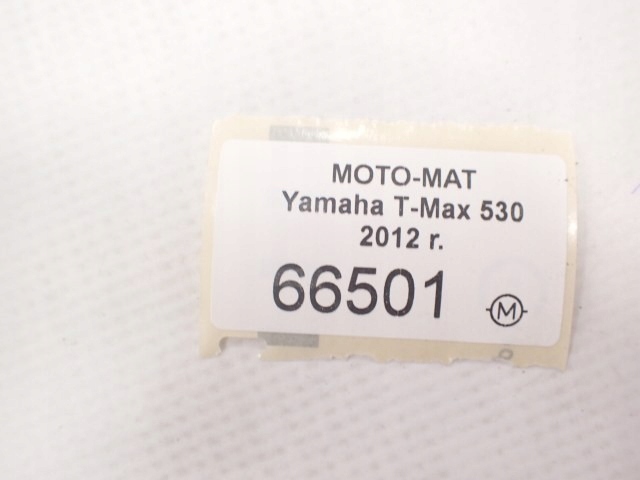 MOTO-MAT
Yamaha T-Max 530
2012 r.
66501
M